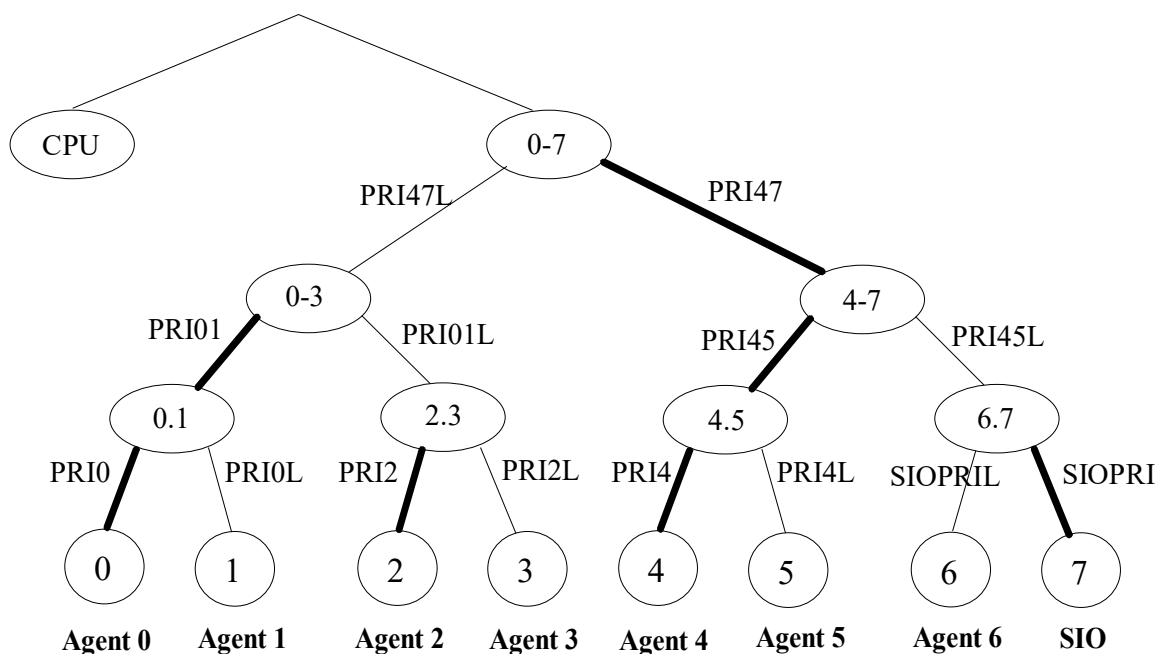 CPU
0-7
PRI47L
PRI47
0-3
4-7
PRI01
PRI01L
PRI45
PRI45L
0.1
2.3
4.5
6.7
PRI0
PRI0L
PRI2
PRI2L
PRI4
PRI4L
SIOPRIL
SIOPRI
0
1
2
3
4
5
6
7
Agent 0
Agent 1
Agent 2
Agent 3
Agent 4
Agent 5
Agent 6
SIO